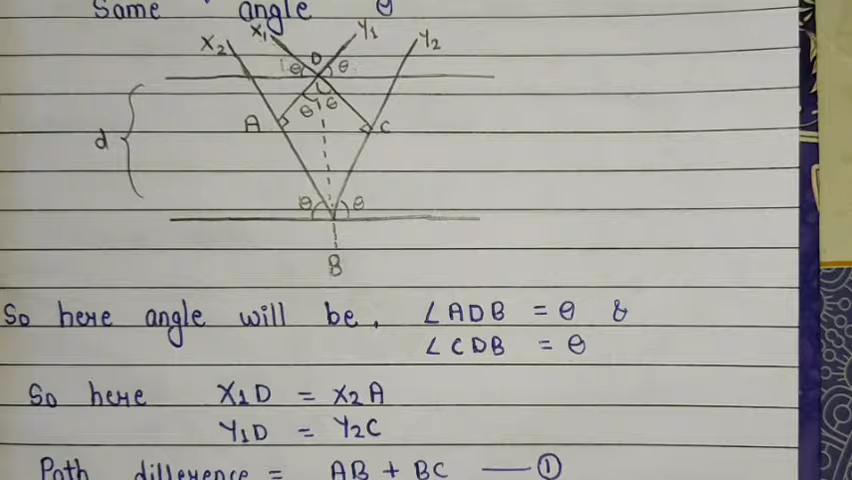 Same angle θ
X2 X1 D Y1 Y2
θ θ
θ θ
A C
d
θ θ
B
So here angle will be, ∠ADB = θ &
∠CDB = θ
So here X1D = X2A
Y1D = Y2C
Path difference = AB + BC — ①